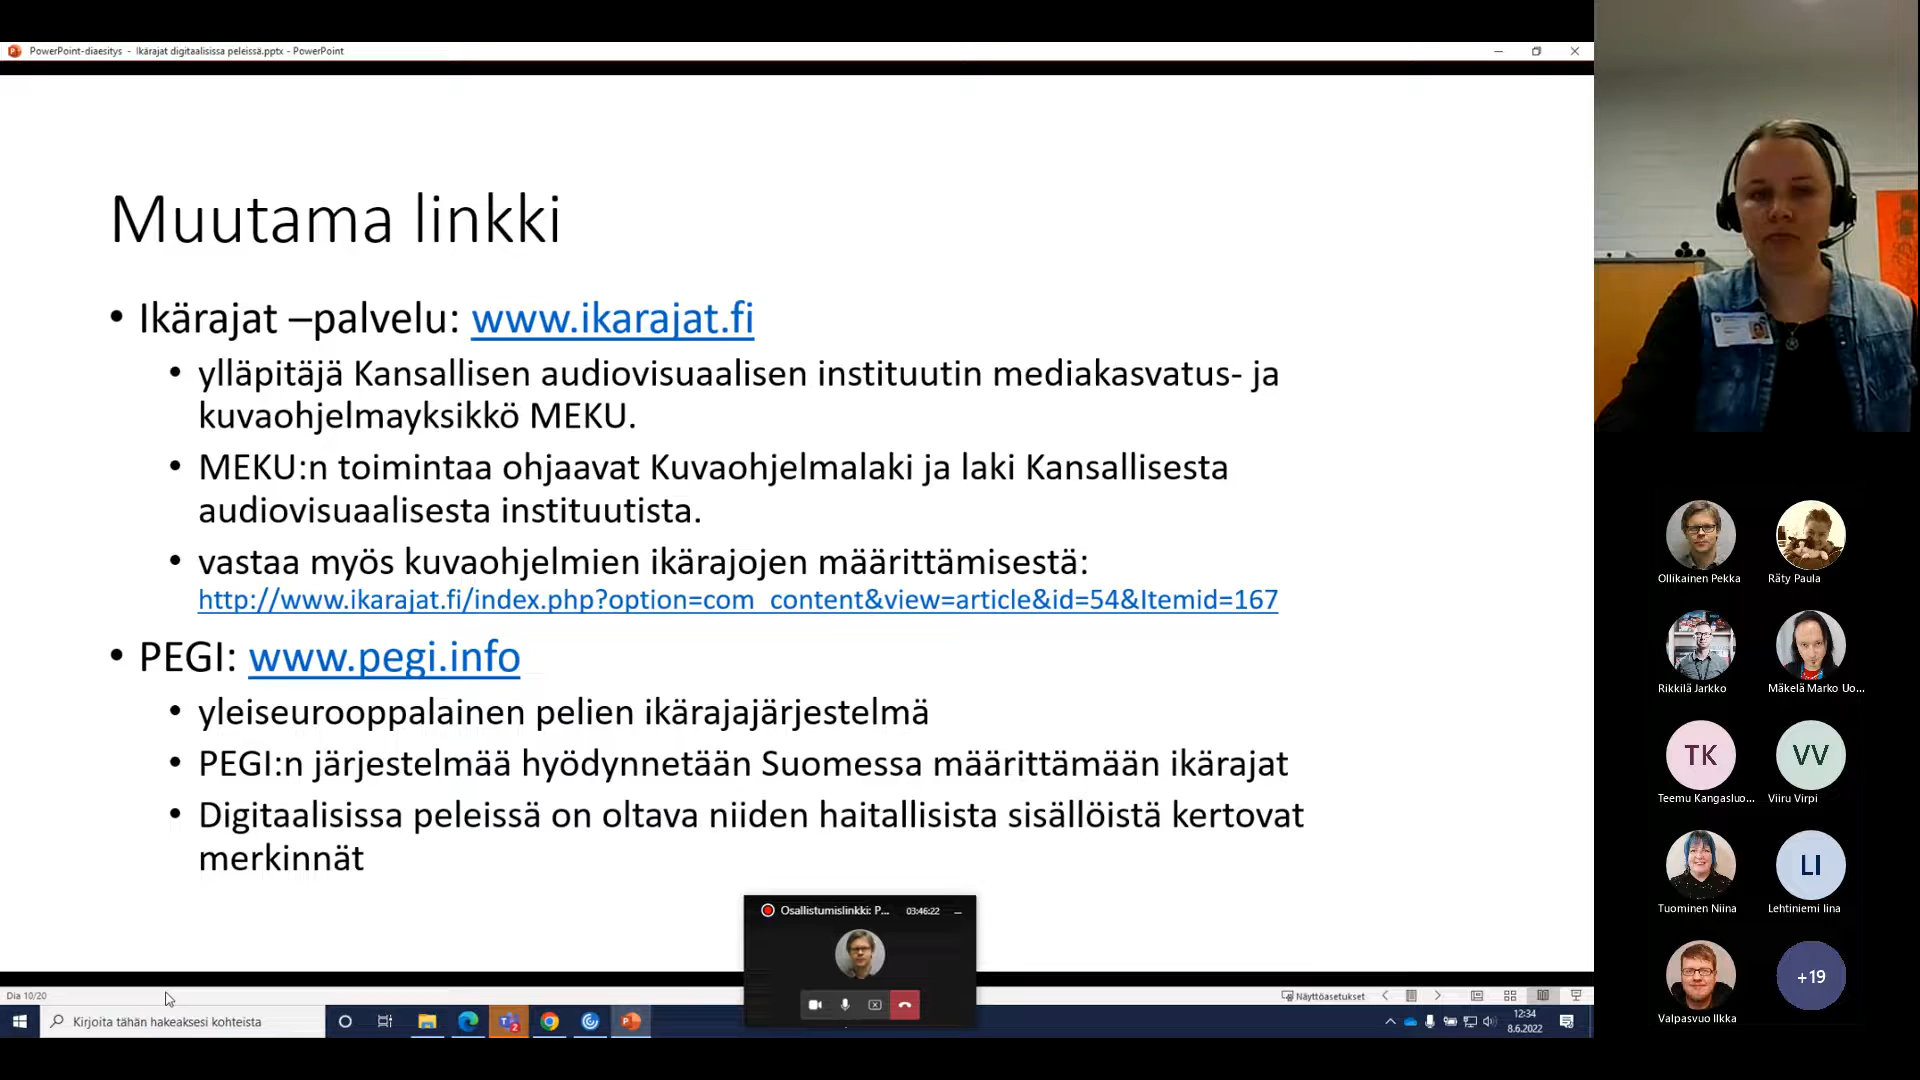 PowerPoint-diaesitys - Ikärajat digitaalisissa peleissä.pptx - PowerPoint
Muutama linkki
• Ikärajat –palvelu: www.ikarajat.fi
• ylläpitäjä Kansallisen audiovisuaalisen instituutin mediakasvatus- ja
kuvaohjelmayksikkö MEKU.
• MEKU:n toimintaa ohjaavat Kuvaohjelmalaki ja laki Kansallisesta
audiovisuaalisesta instituutista.
• vastaa myös kuvaohjelmien ikärajojen määrittämisestä:
http://www.ikarajat.fi/index.php?option=com_content&view=article&id=54&Itemid=167
• PEGI: www.pegi.info
• yleiseurooppalainen pelien ikärajajärjestelmä
• PEGI:n järjestelmää hyödynnetään Suomessa määrittämään ikärajat
• Digitaalisissa peleissä on oltava niiden haitallisista sisällöistä kertovat
merkinnät
Osallistumislinkki: P... 03:46:22
Dia 10/20
Näyttöasetukset
Kirjoita tähän hakeaksesi kohteista
12:34
8.6.2022
Ollikainen Pekka
Räty Paula
Rikkilä Jarkko
Mäkelä Marko Uo...
TK
VV
Teemu Kangasluo...
Viiru Virpi
LI
Tuominen Niina
Lehtiniemi Iina
+19
Valpasvuo Ilkka